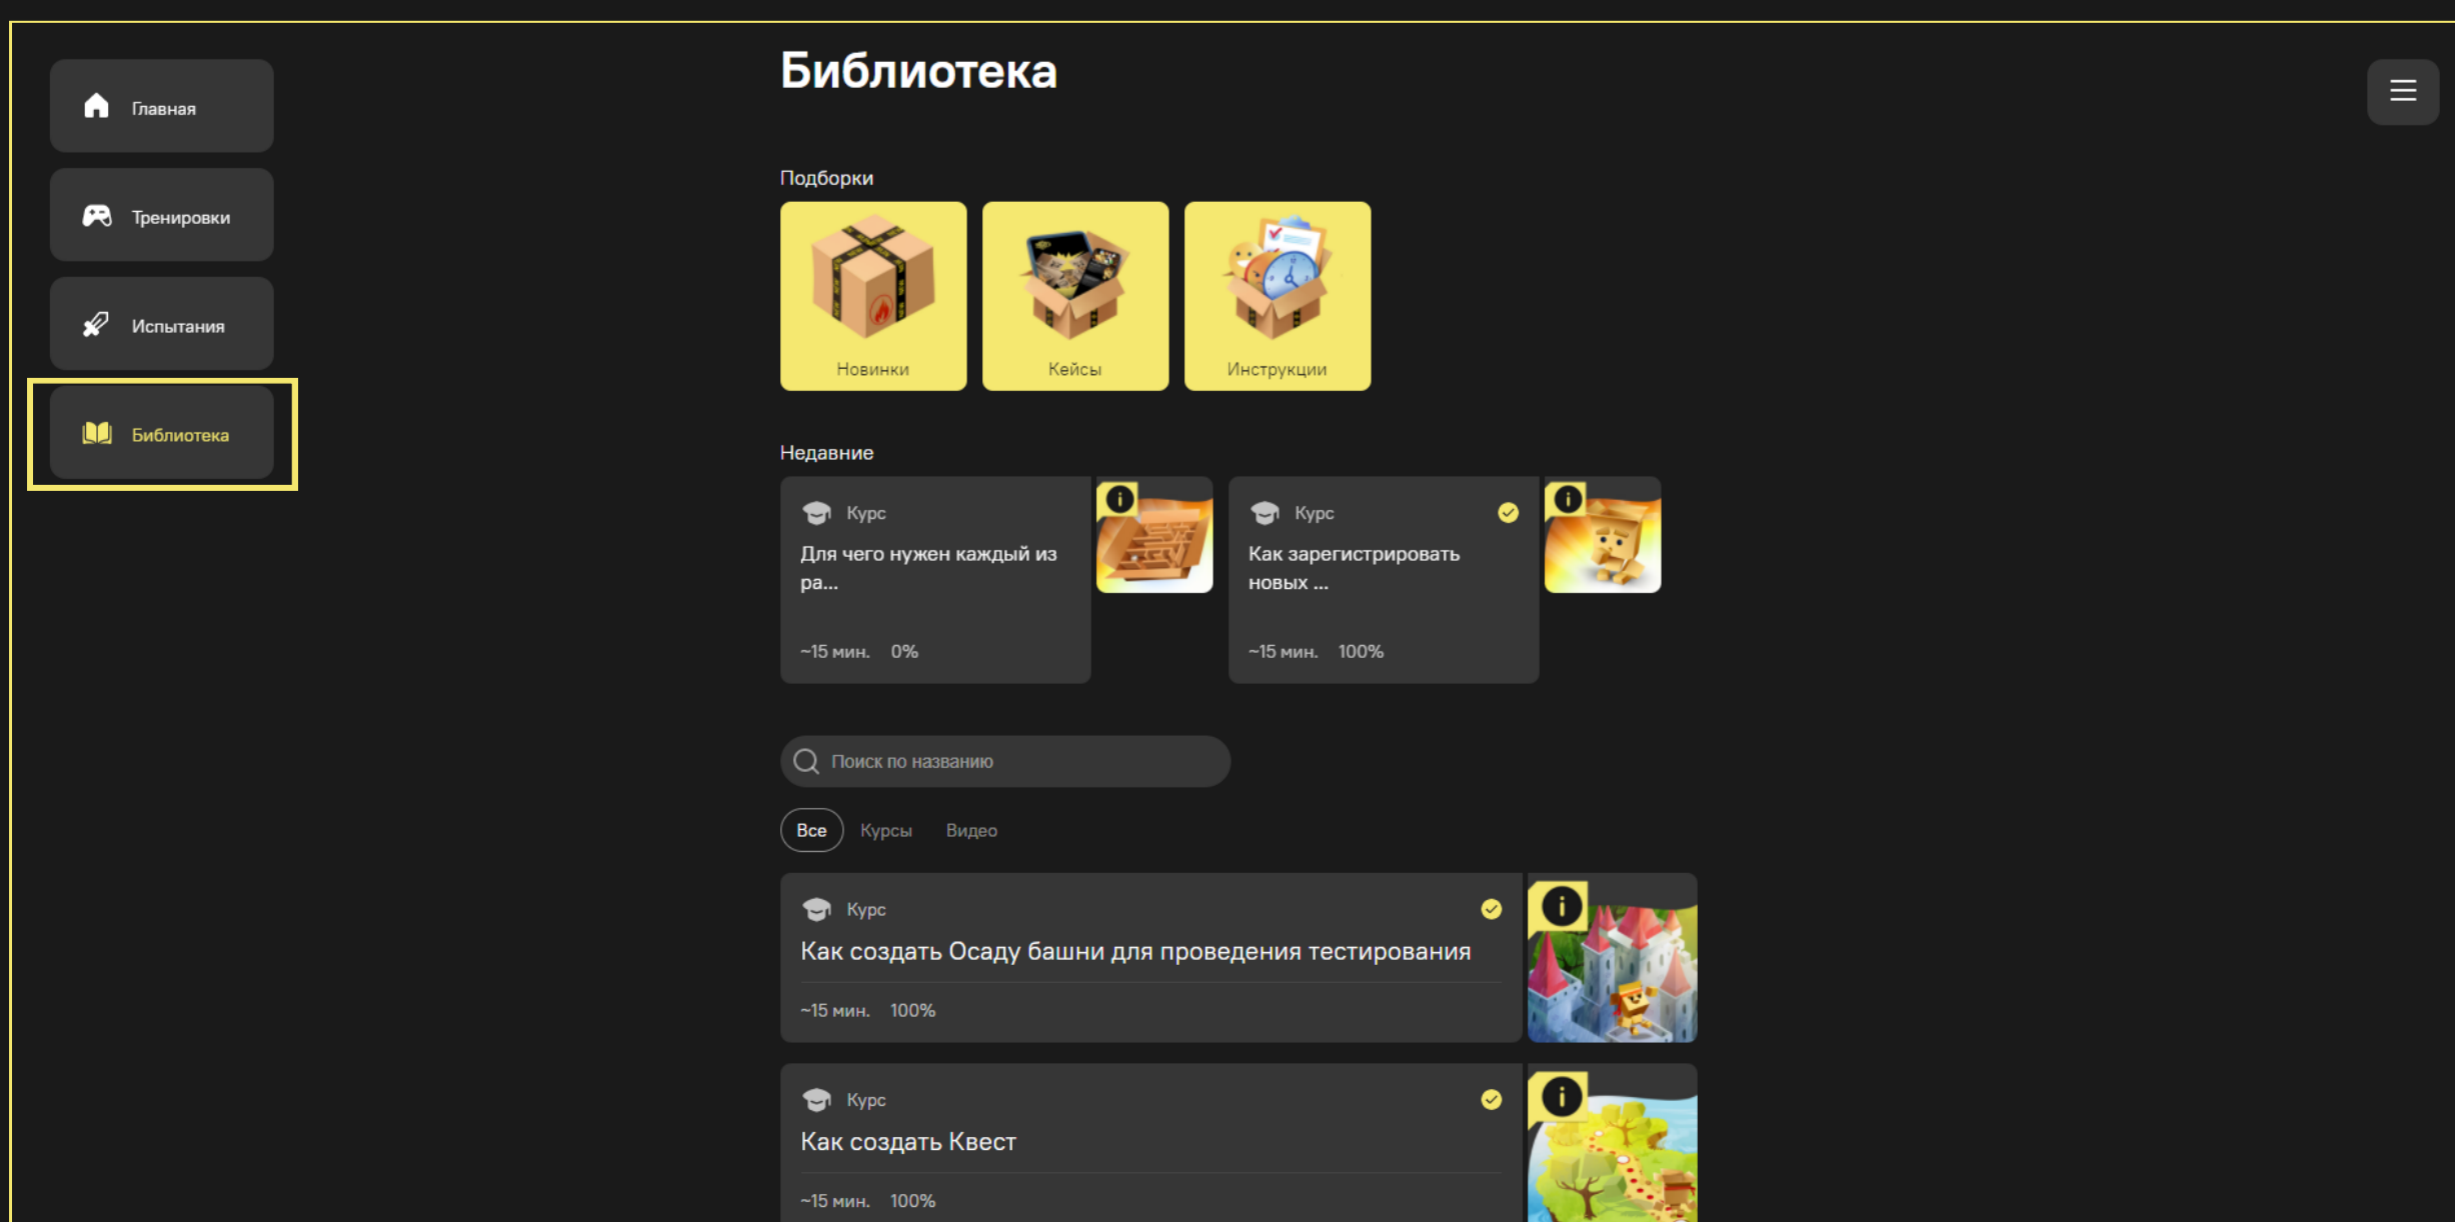 Главная
Тренировки
Испытания
Библиотека
Библиотека
Подборки
Новинки
Кейсы
Инструкции
Недавние
Курс
Для чего нужен каждый из
ра...
~15 мин. 0%
Курс
Как зарегистрировать
новых ...
~15 мин. 100%
Поиск по названию
Все Курсы Видео
Курс
Как создать Осаду башни для проведения тестирования
~15 мин. 100%
Курс
Как создать Квест
~15 мин. 100%